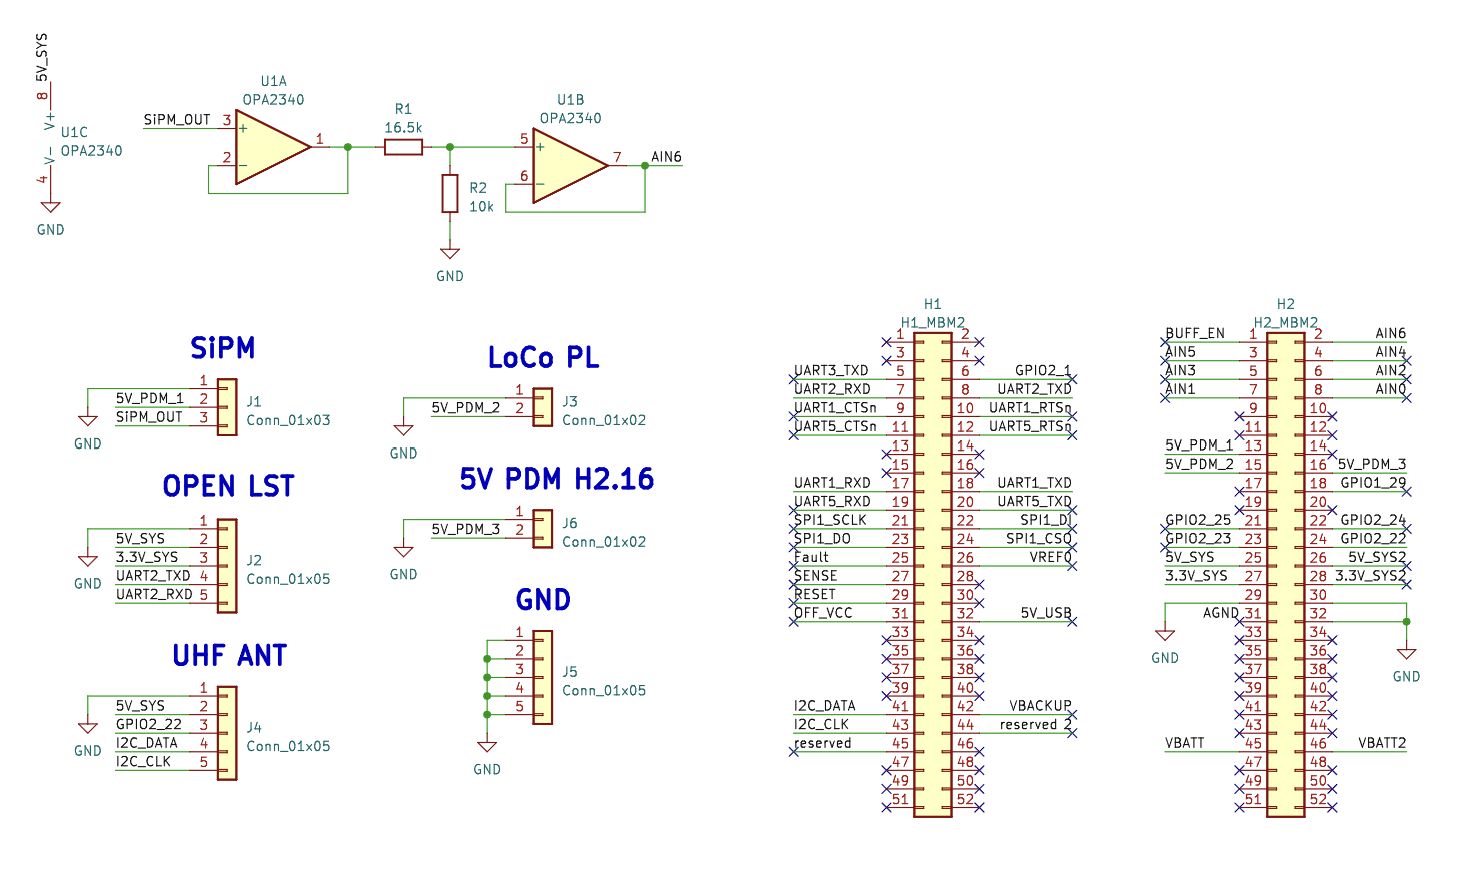 5V_SYS
8
V+
U1C
OPA2340
V-
4
GND
U1A
OPA2340
SiPM_OUT
3
+
2
-
1
R1
16.5k
R2
10k
GND
U1B
OPA2340
5
+
6
-
7
AIN6
SiPM
1
5V_PDM_1 2
SiPM_OUT 3
J1
Conn_01x03
GND
LoCo PL
1
5V_PDM_2 2
J3
Conn_01x02
GND
OPEN LST
1
5V_SYS 2
3.3V_SYS 3
UART2_TXD 4
UART2_RXD 5
J2
Conn_01x05
GND
5V PDM H2.16
1
5V_PDM_3 2
J6
Conn_01x02
GND
UHF ANT
1
5V_SYS 2
GPIO2_22 3
I2C_DATA 4
I2C_CLK 5
J4
Conn_01x05
GND
GND
1
2
3
4
5
J5
Conn_01x05
GND
H1
H1_MBM2
1 2
3 4
UART3_TXD 5 6 GPIO2_1
UART2_RXD 7 8 UART2_TXD
UART1_CTSn 9 10 UART1_RTSn
UART5_CTSn 11 12 UART5_RTSn
13 14
15 16
UART1_RXD 17 18 UART1_TXD
UART5_RXD 19 20 UART5_TXD
SPI1_SCLK 21 22 SPI1_DI
SPI1_DO 23 24 SPI1_CS0
Fault 25 26 VREF0
SENSE 27 28
RESET 29 30
OFF_VCC 31 32 5V_USB
33 34
35 36
37 38
39 40
I2C_DATA 41 42 VBACKUP
I2C_CLK 43 44 reserved 2
reserved 45 46
47 48
49 50
51 52
H2
H2_MBM2
BUFF_EN 1 2 AIN6
AIN5 3 4 AIN4
AIN3 5 6 AIN2
AIN1 7 8 AIN0
9 10
11 12
5V_PDM_1 13 14
5V_PDM_2 15 16 5V_PDM_3
17 18 GPIO1_29
19 20
GPIO2_25 21 22 GPIO2_24
GPIO2_23 23 24 GPIO2_22
5V_SYS 25 26 5V_SYS2
3.3V_SYS 27 28 3.3V_SYS2
29 30
AGND 31 32
33 34
35 36
37 38
39 40
41 42
43 44
VBATT 45 46 VBATT2
47 48
49 50
51 52
GND
GND